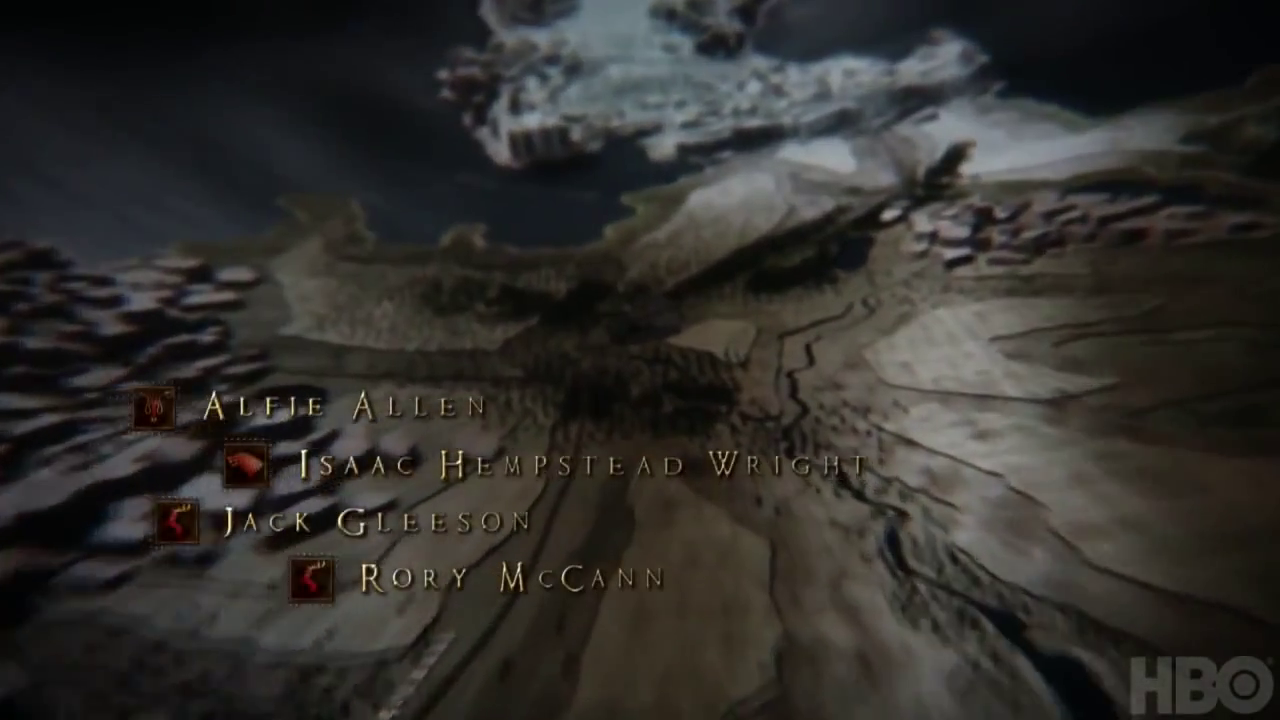 Alfie Allen
Isaac Hempstead Wright
Jack Gleeson
Rory McCann
HBO